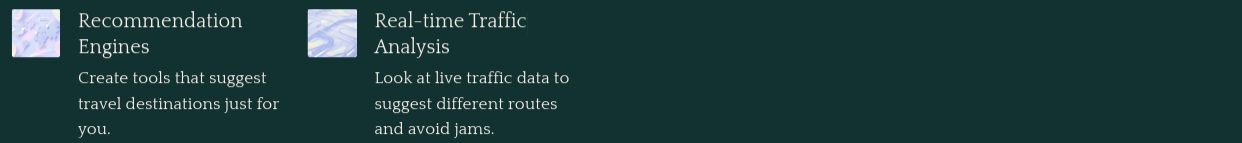 Recommendation
Engines
Create tools that suggest
travel destinations just for
you.
Real-time Traffic
Analysis
Look at live traffic data to
suggest different routes
and avoid jams.